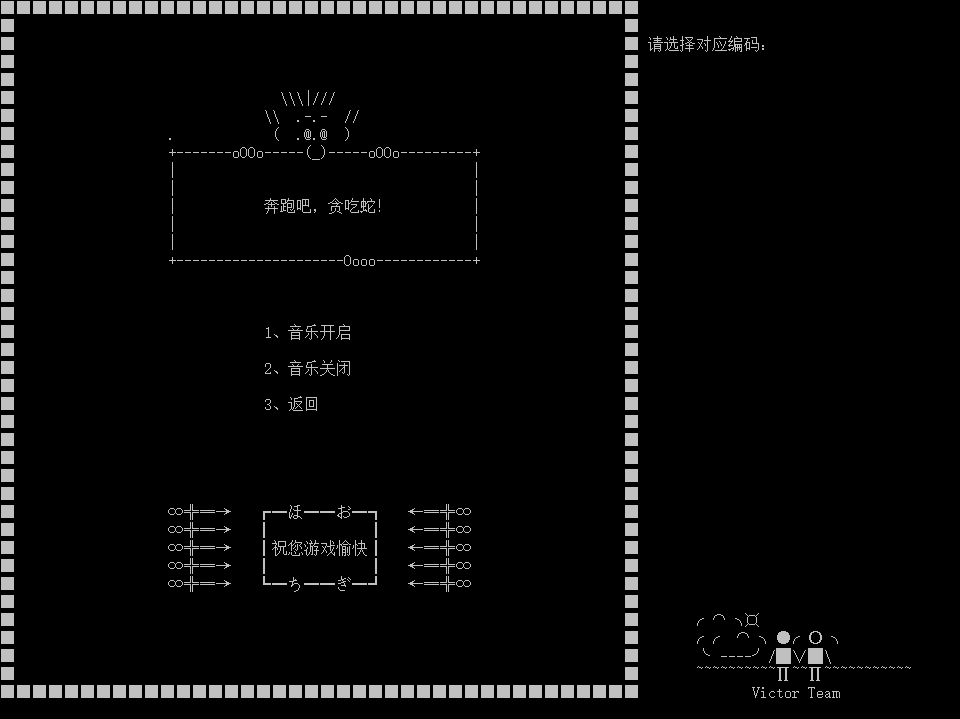 请选择对应编码：
奔跑吧，贪吃蛇！
1、音乐开启
2、音乐关闭
3、返回
ほ お
祝您游戏愉快
ち ぎ
Victor Team